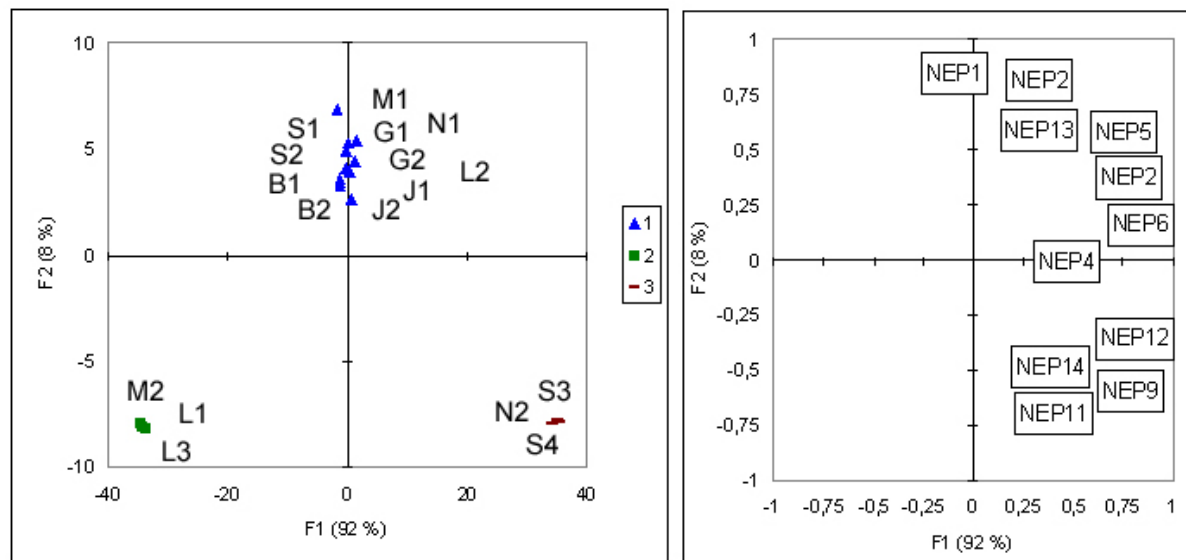 10
5
0
-5
-10
-40
-20
0
20
40
F2 (8 %)
F1 (92 %)
M1
S1
G1
N1
S2
G2
L2
B1
J1
B2
J2
M2
L1
L3
S3
N2
S4
1
2
3
1
0,75
0,5
0,25
0
-0,25
-0,5
-0,75
-1
-1 -0,75 -0,5 -0,25 0 0,25 0,5 0,75 1
F2 (8 %)
F1 (92 %)
NEP1
NEP2
NEP13
NEP5
NEP2
NEP6
NEP4
NEP12
NEP14
NEP9
NEP11